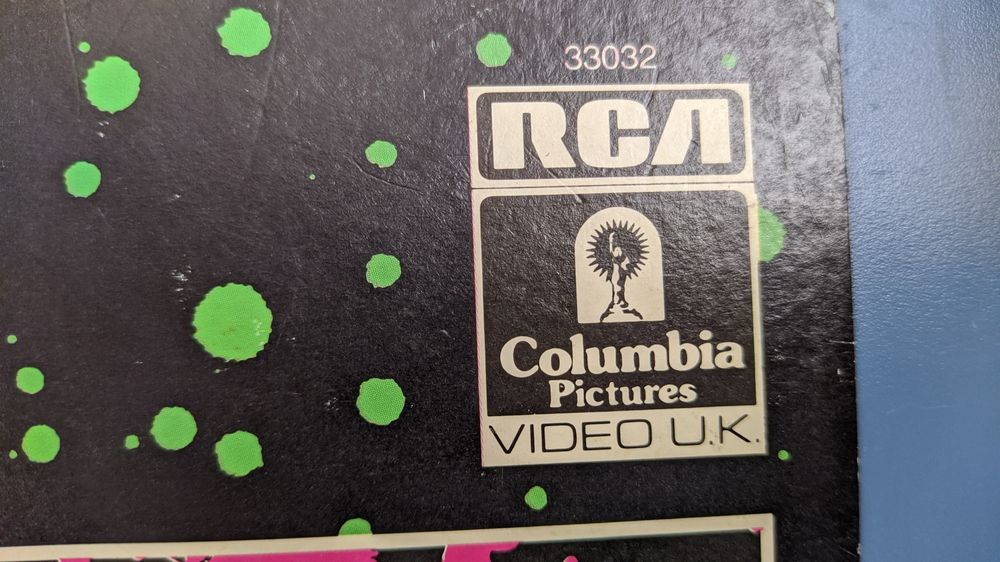 33032
RCA
Columbia
Pictures
VIDEO U.K.